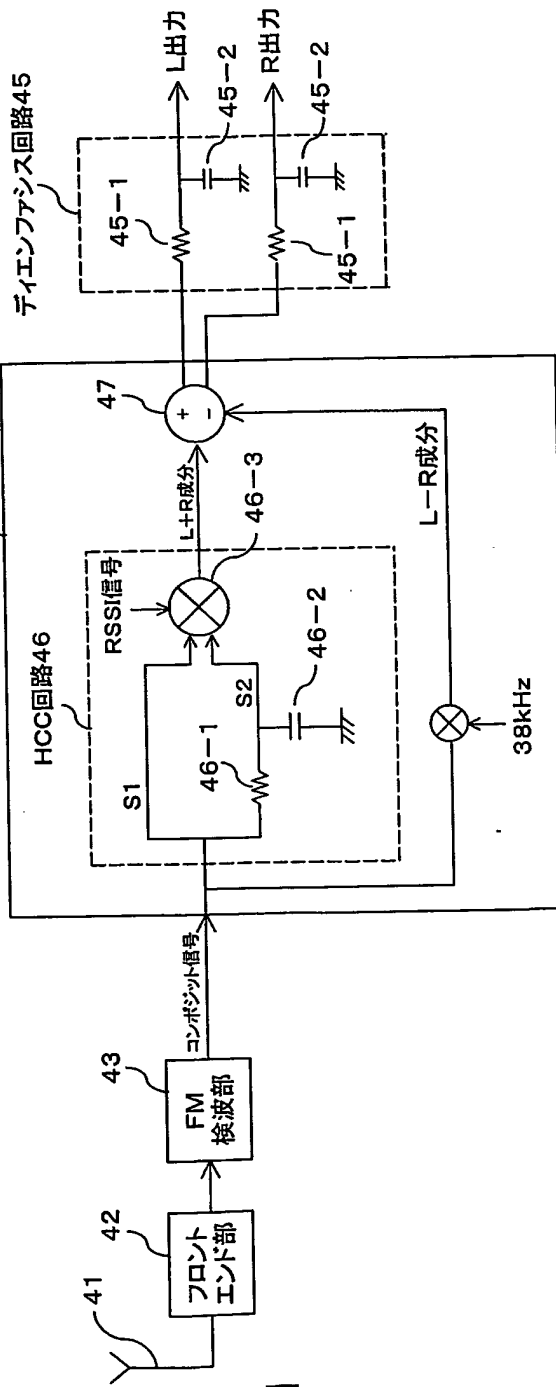 41
42
フロント
エンド部
43
FM
検波部
コンポジット信号
HCC回路46
S1
S2
46-1
46-2
RSSI信号
46-3
L+R成分
47
38kHz
L-R成分
ディエンファシス回路45
45-1
45-2
L出力
45-1
45-2
R出力